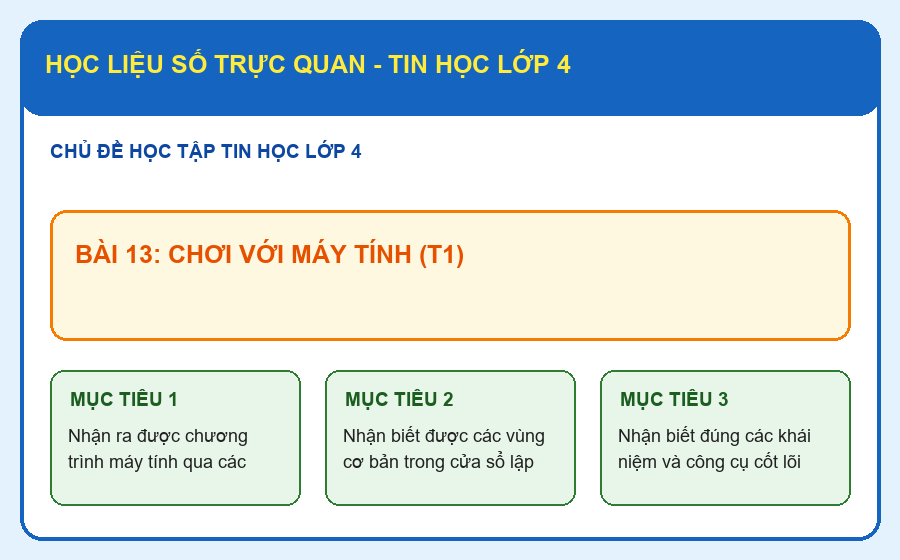 HỌC LIỆU SỐ TRỰC QUAN - TIN HỌC LỚP 4
CHỦ ĐỀ HỌC TẬP TIN HỌC LỚP 4
BÀI 13: CHƠI VỚI MÁY TÍNH (T1)
MỤC TIÊU 1
Nhận ra được chương
trình máy tính qua các
MỤC TIÊU 2
Nhận biết được các vùng
cơ bản trong cửa sổ lập
MỤC TIÊU 3
Nhận biết đúng các khái
niệm và công cụ cốt lõi